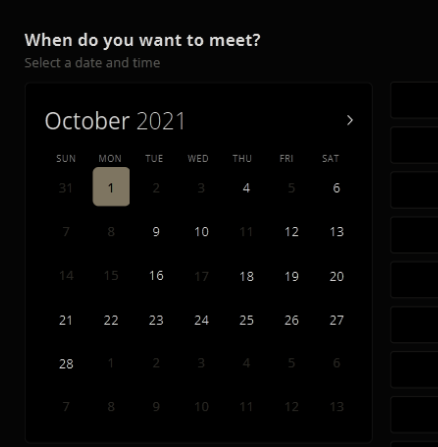 When do you want to meet?
Select a date and time
October 2021 >
SUN MON TUE WED THU FRI SAT
31 1 2 3 4 5 6
7 8 9 10 11 12 13
14 15 16 17 18 19 20
21 22 23 24 25 26 27
28 1 2 3 4 5 6
7 8 9 10 11 12 13